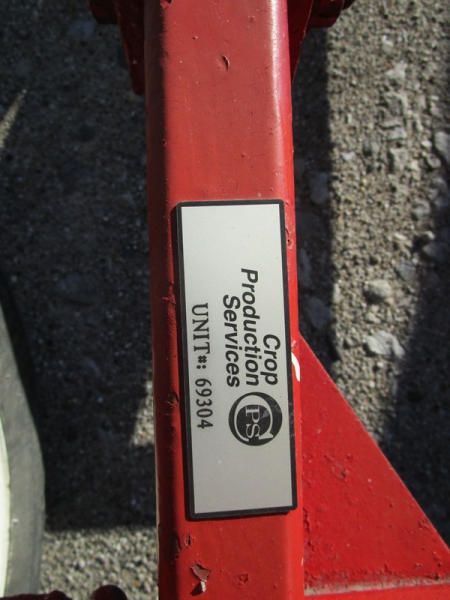 Crop
Production
Services
CPS
UNIT#: 69304